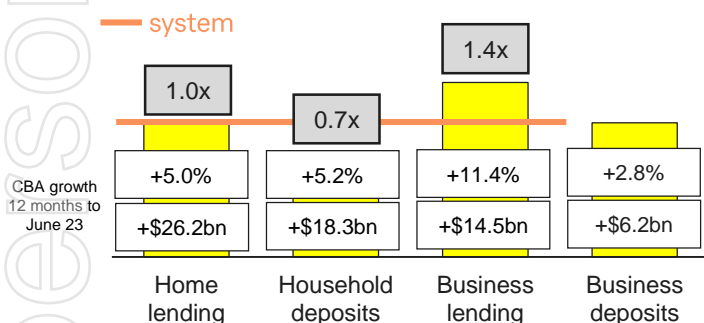 system
1.4x
1.0x
0.7x
CBA growth
12 months to
June 23
+5.0%
+5.2%
+11.4%
+2.8%
+$26.2bn
+$18.3bn
+$14.5bn
+$6.2bn
Home
lending
Household
deposits
Business
lending
Business
deposits